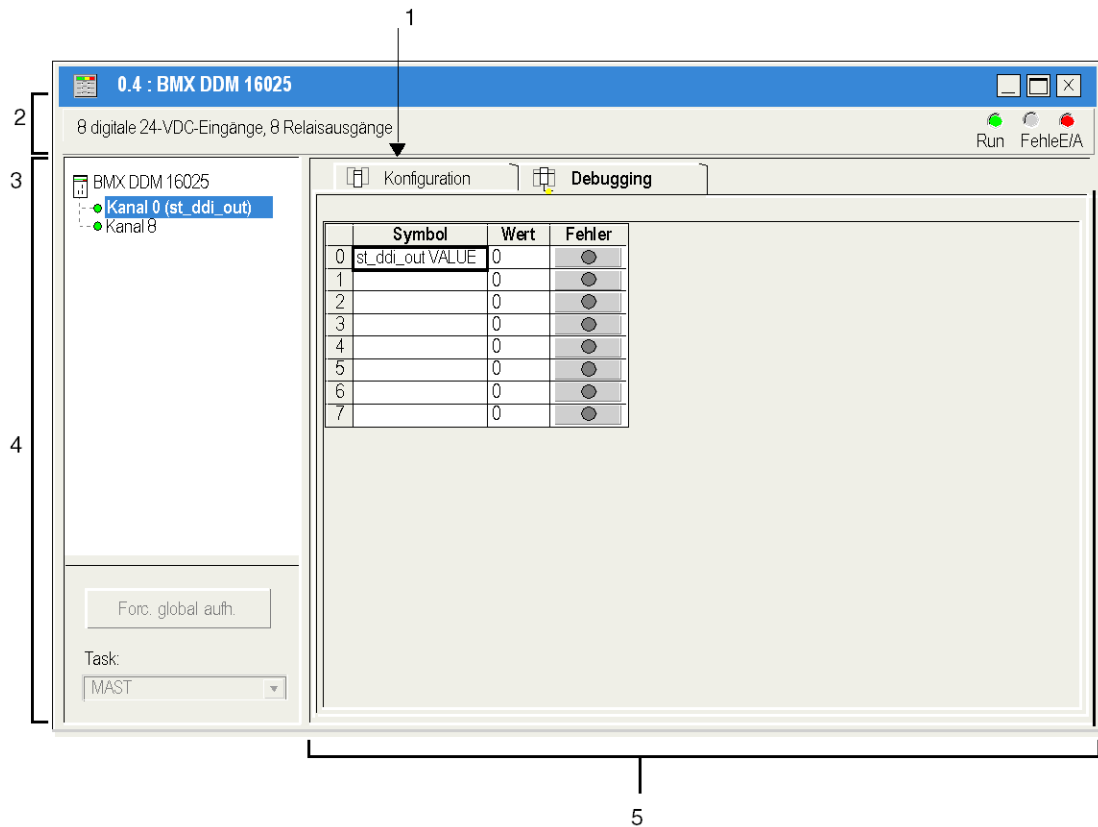 1
0.4 : BMX DDM 16025
2
8 digitale 24-VDC-Eingänge, 8 Relaisausgänge
Run FehleE/A
3
BMX DDM 16025
Kanal 0 (st_ddi_out)
Kanal 8
Konfiguration
Debugging
Symbol Wert Fehler
0 st_ddi_out VALUE 0
1 0
2 0
3 0
4 0
5 0
6 0
7 0
4
Forc. global aufh.
Task:
MAST
5